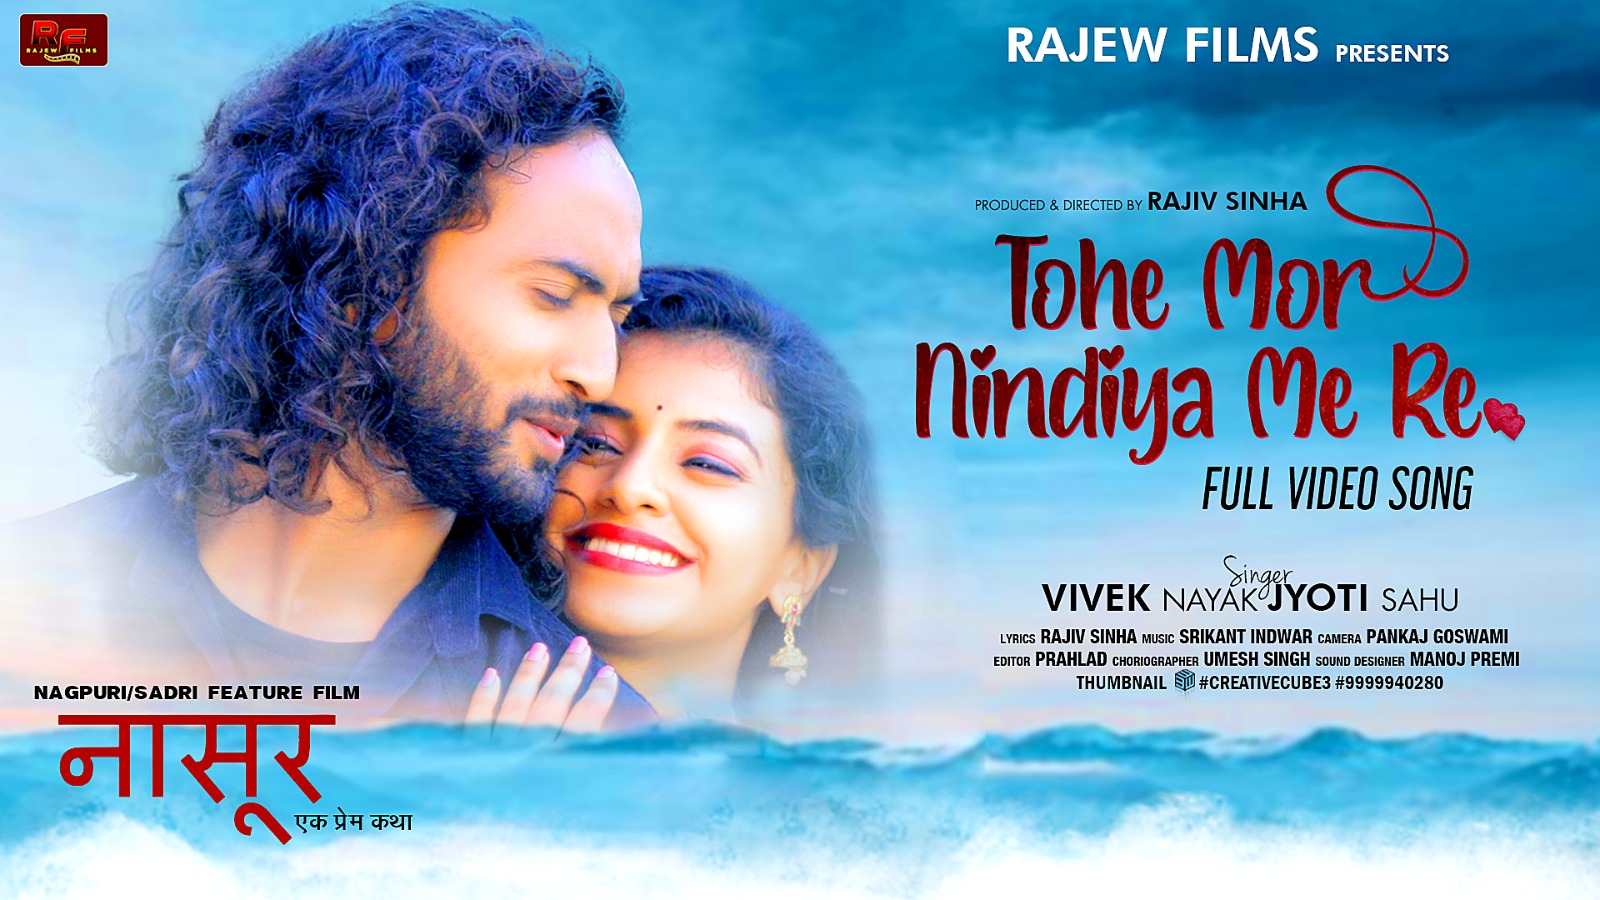 RF
RAJEW FILMS
RAJEW FILMS PRESENTS
PRODUCED & DIRECTED BY RAJIV SINHA
Tohe Mor
Nindiya Me Re
FULL VIDEO SONG
Singer
VIVEK NAYAK JYOTI SAHU
LYRICS RAJIV SINHA MUSIC SRIKANT INDWAR CAMERA PANKAJ GOSWAMI
EDITOR PRAHLAD CHORIOGRAPHER UMESH SINGH SOUND DESIGNER MANOJ PREMI
THUMBNAIL #CREATIVECUBE3 #9999940280
NAGPURI/SADRI FEATURE FILM
नासूर
एक प्रेम कथा